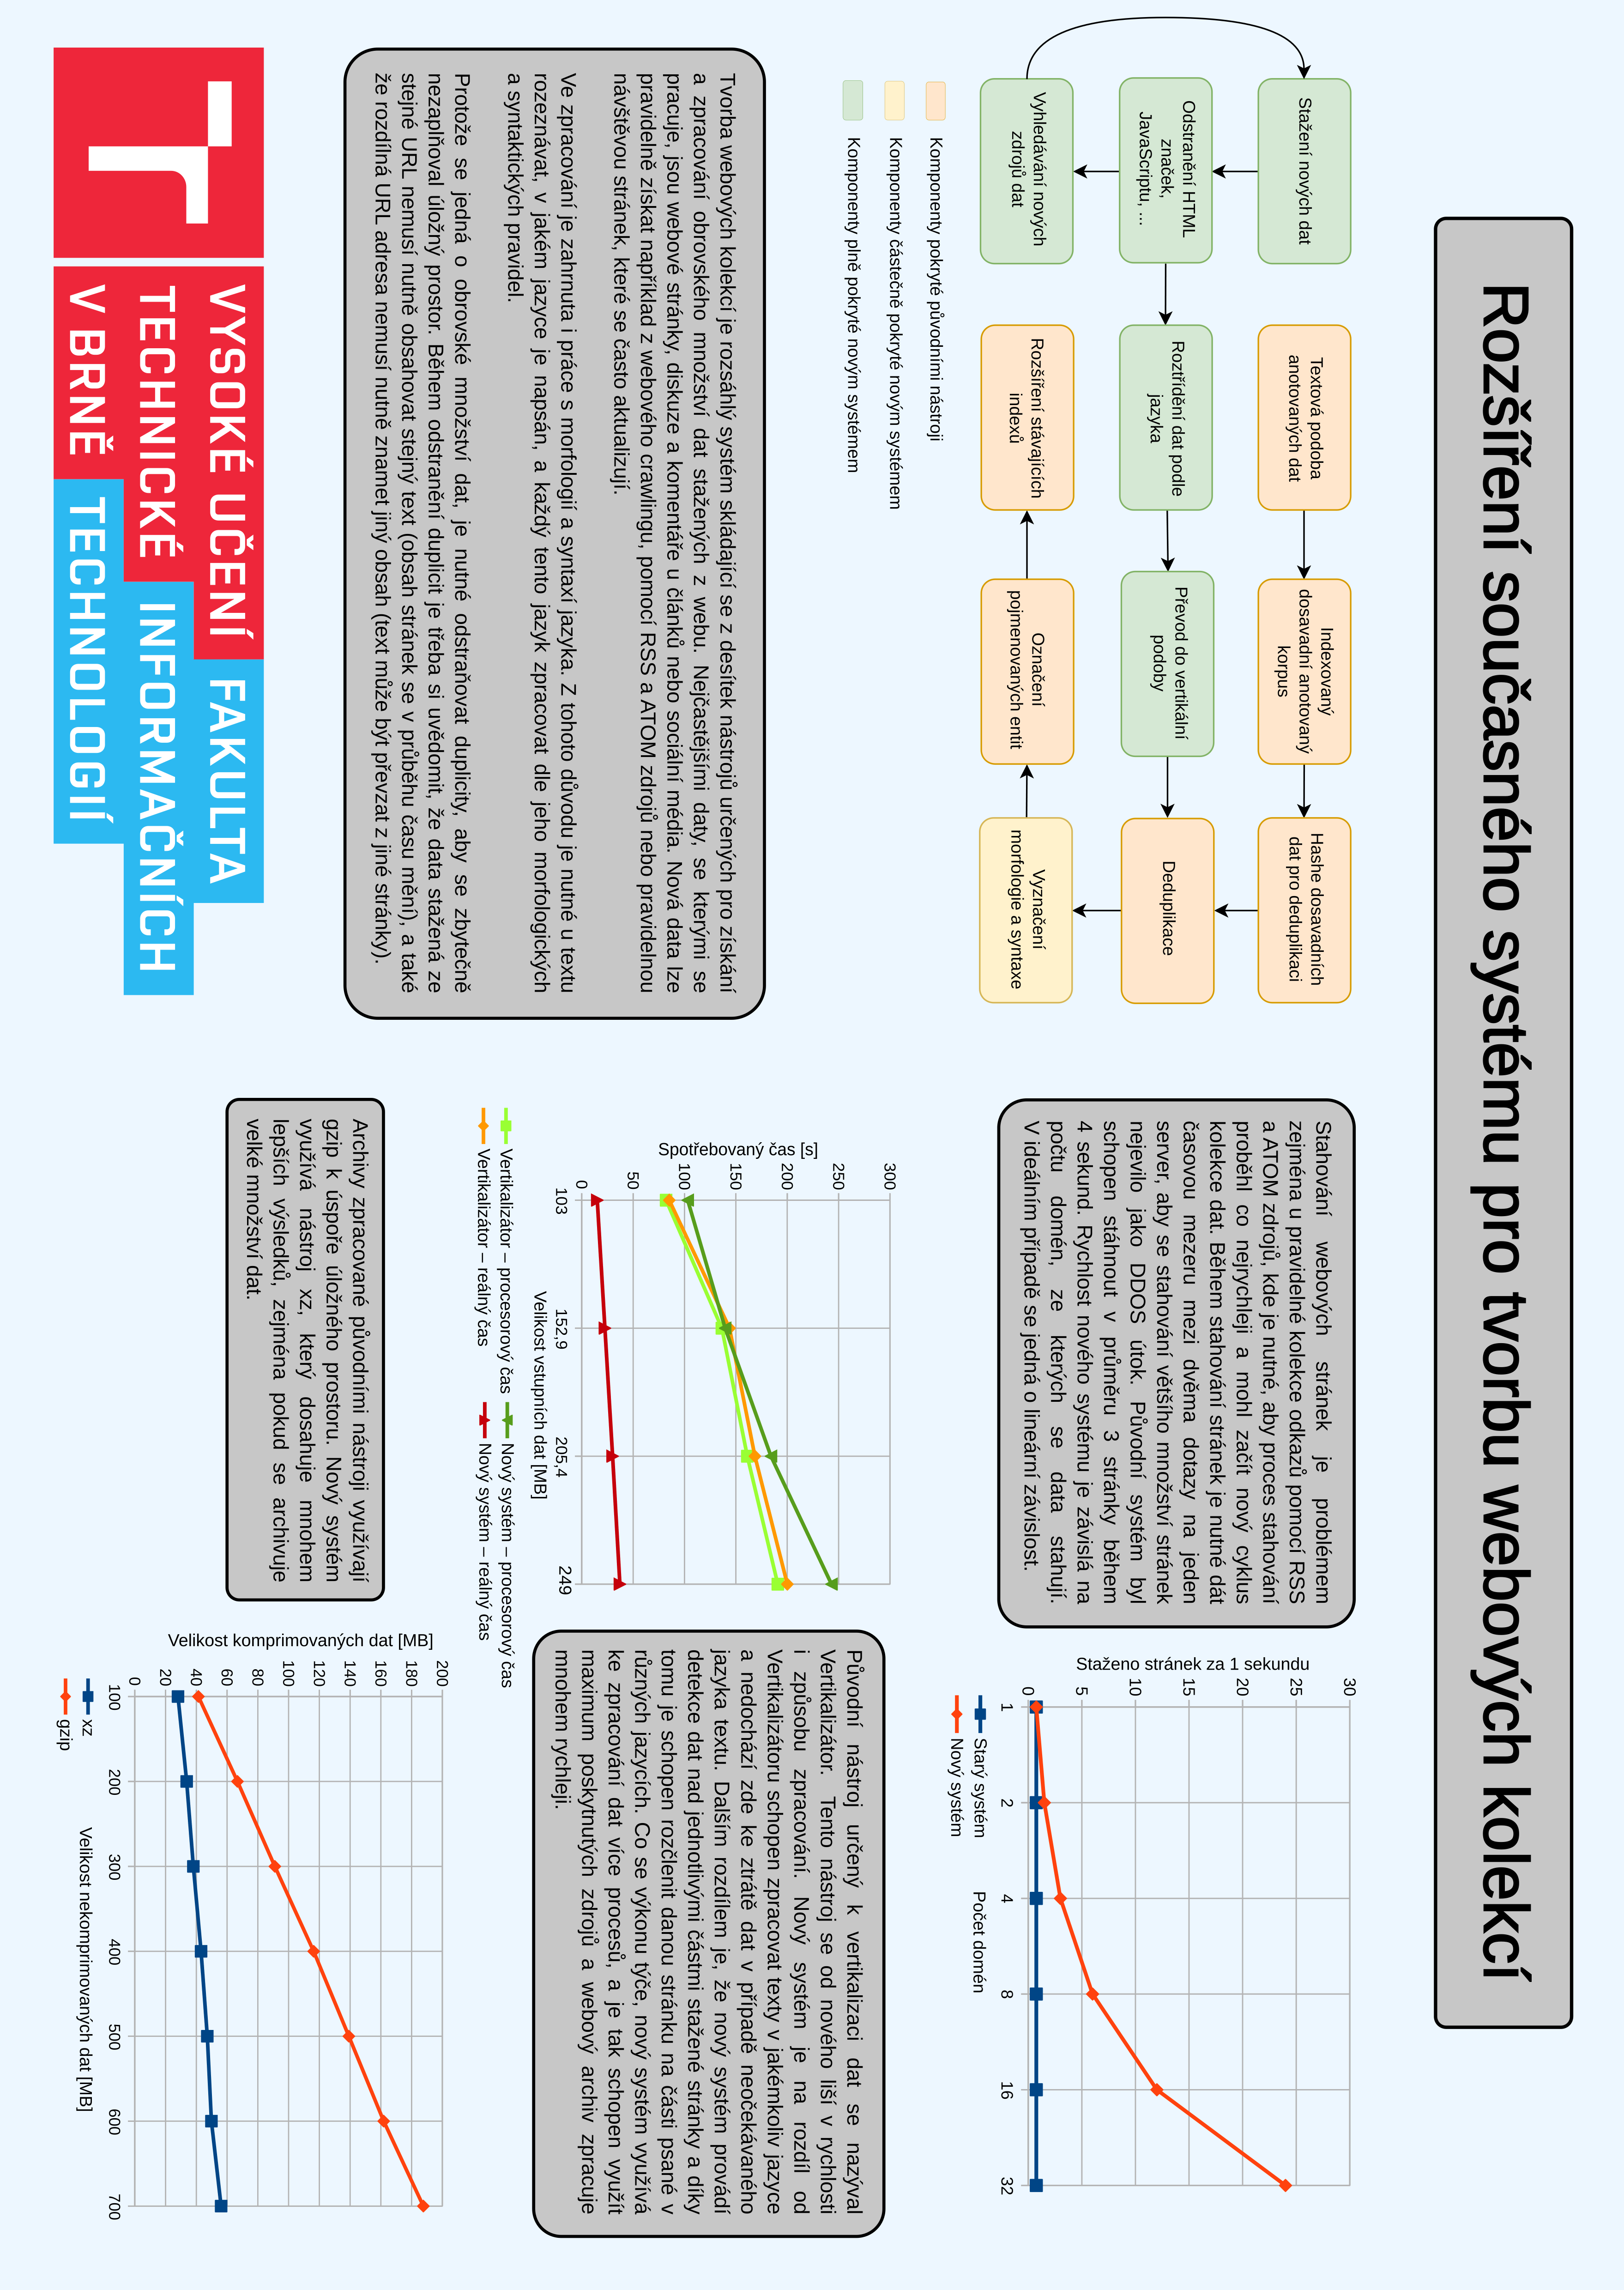 Rozšíření současného systému pro tvorbu webových kolekcí
Stažení nových dat
Odstranění HTML
značek,
JavaScriptu, ...
Vyhledávání nových
zdrojů dat
Textová podoba
anotovaných dat
Roztřídění dat podle
jazyka
Rozšíření stávajících
indexů
Indexovaný
dosavadní anotovaný
korpus
Převod do vertikální
podoby
Označení
pojmenovaných entit
Hashe dosavadních
dat pro deduplikaci
Deduplikace
Vyznačení
morfologie a syntaxe
Komponenty pokryté původními nástroji
Komponenty částečně pokryté novým systémem
Komponenty plně pokryté novým systémem
Tvorba webových kolekcí je rozsáhlý systém skládající se z desítek nástrojů určených pro získání
a zpracování obrovského množství dat stažených z webu. Nejčastějšími daty, se kterými se
pracuje, jsou webové stránky, diskuze a komentáře u článků nebo sociální média. Nová data lze
pravidelně získat například z webového crawlingu, pomocí RSS a ATOM zdrojů nebo pravidelnou
návštěvou stránek, které se často aktualizují.
Ve zpracování je zahrnuta i práce s morfologií a syntaxí jazyka. Z tohoto důvodu je nutné u textu
rozeznávat, v jakém jazyce je napsán, a každý tento jazyk zpracovat dle jeho morfologických
a syntaktických pravidel.
Protože se jedná o obrovské množství dat, je nutné odstraňovat duplicity, aby se zbytečně
nezaplňoval úložný prostor. Během odstranění duplicit je třeba si uvědomit, že data stažená ze
stejné URL nemusí nutně obsahovat stejný text (obsah stránek se v průběhu času mění), a také
že rozdílná URL adresa nemusí nutně znamet jiný obsah (text může být převzat z jiné stránky).
VYSOKÉ UČENÍ FAKULTA
TECHNICKÉ INFORMAČNÍCH
V BRNĚ TECHNOLOGIÍ
Stahování webových stránek je problémem
zejména u pravidelné kolekce odkazů pomocí RSS
a ATOM zdrojů, kde je nutné, aby proces stahování
proběhl co nejrychleji a mohl začít nový cyklus
kolekce dat. Během stahování stránek je nutné dát
časovou mezeru mezi dvěma dotazy na jeden
server, aby se stahování většího množství stránek
nejevilo jako DDOS útok. Původní systém byl
schopen stáhnout v průměru 3 stránky během
4 sekund. Rychlost nového systému je závislá na
počtu domén, ze kterých se data stahují.
V ideálním případě se jedná o lineární závislost.
Staženo stránek za 1 sekundu
30
25
20
15
10
5
0
1 2 4 8 16 32
Počet domén
Starý systém
Nový systém
Spotřebovaný čas [s]
300
250
200
150
100
50
0
103 152,9 205,4 249
Velikost vstupních dat [MB]
Vertikalizátor – procesorový čas
Nový systém – procesorový čas
Vertikalizátor – reálný čas
Nový systém – reálný čas
Původní nástroj určený k vertikalizaci dat se nazýval
Vertikalizátor. Tento nástroj se od nového liší v rychlosti
i způsobu zpracování. Nový systém je na rozdíl od
Vertikalizátoru schopen zpracovat texty v jakémkoliv jazyce
a nedochází zde ke ztrátě dat v případě neočekávaného
jazyka textu. Dalším rozdílem je, že nový systém provádí
detekce dat nad jednotlivými částmi stažené stránky a díky
tomu je schopen rozčlenit danou stránku na části psané v
různých jazycích. Co se výkonu týče, nový systém využívá
ke zpracování dat více procesů, a je tak schopen využít
maximum poskytnutých zdrojů a webový archiv zpracuje
mnohem rychleji.
Archivy zpracované původními nástroji využívají
gzip k úspoře úložného prostoru. Nový systém
využívá nástroj xz, který dosahuje mnohem
lepších výsledků, zejména pokud se archivuje
velké množství dat.
Velikost komprimovaných dat [MB]
200
180
160
140
120
100
80
60
40
20
0
100 200 300 400 500 600 700
Velikost nekomprimovaných dat [MB]
xz
gzip